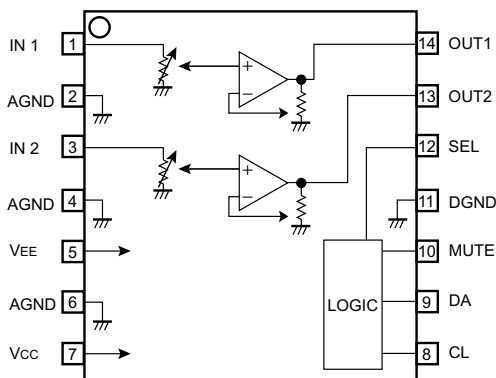 IN 1 1 14 OUT1
+
−
AGND 2 13 OUT2
IN 2 3 12 SEL
+
−
AGND 4 11 DGND
VEE 5 10 MUTE
AGND 6 LOGIC 9 DA
VCC 7 8 CL